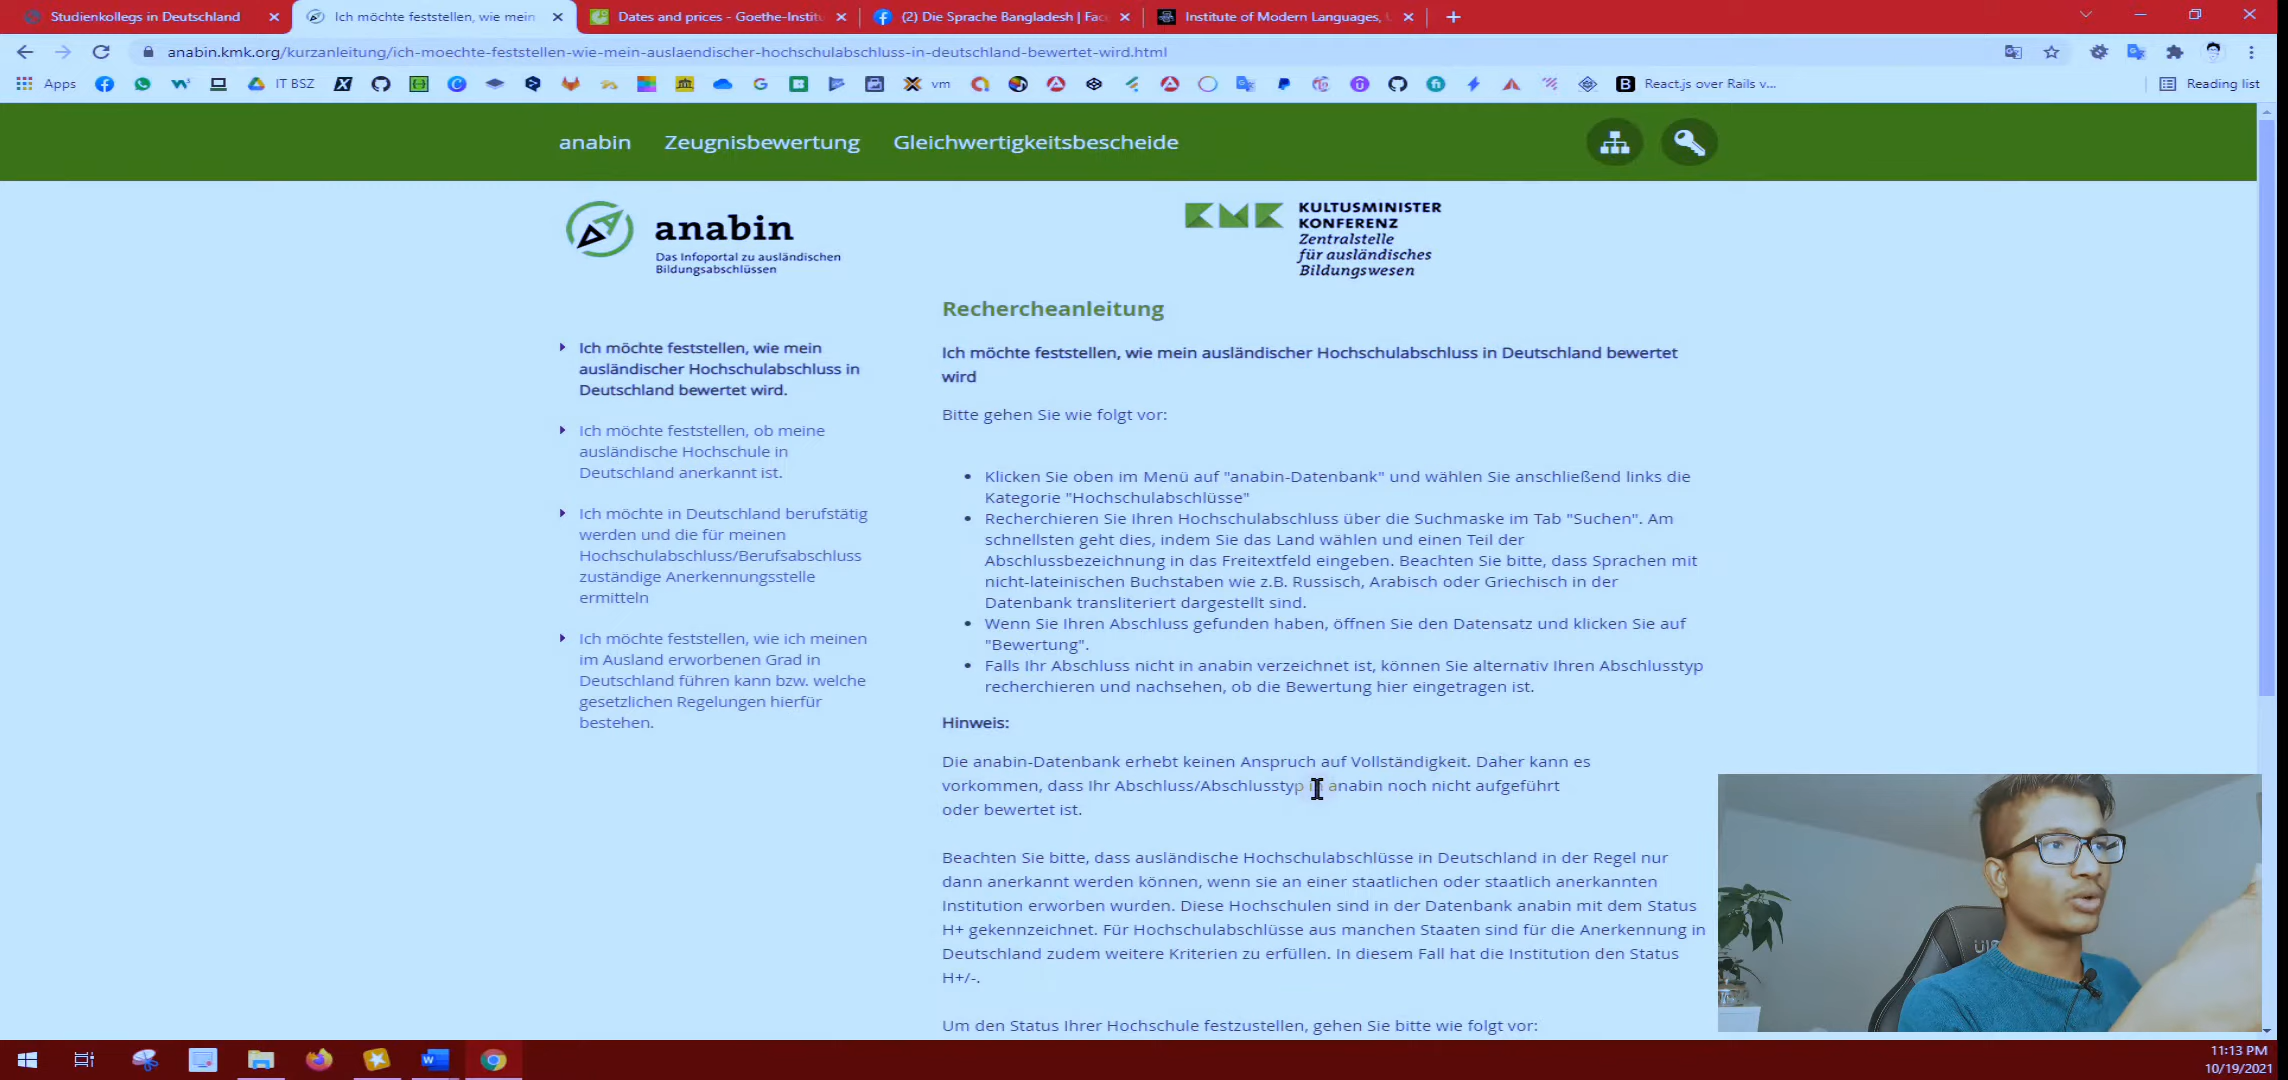 Studienkollegs in Deutschland
Ich möchte feststellen, wie mein
Dates and prices - Goethe-Institu
(2) Die Sprache Bangladesh | Fac
Institute of Modern Languages,
anabin.kmk.org/kurzanleitung/ich-moechte-feststellen-wie-mein-auslaendischer-hochschulabschluss-in-deutschland-bewertet-wird.html
Apps
IT BSZ
vm
React.js over Rails v...
Reading list
anabin
Zeugnisbewertung
Gleichwertigkeitsbescheide
anabin
Das Infoportal zu ausländischen
Bildungsabschlüssen
KMK
KULTUSMINISTER
KONFERENZ
Zentralstelle
für ausländisches
Bildungswesen
Ich möchte feststellen, wie mein
ausländischer Hochschulabschluss in
Deutschland bewertet wird.
Ich möchte feststellen, ob meine
ausländische Hochschule in
Deutschland anerkannt ist.
Ich möchte in Deutschland berufstätig
werden und die für meinen
Hochschulabschluss/Berufsabschluss
zuständige Anerkennungsstelle
ermitteln
Ich möchte feststellen, wie ich meinen
im Ausland erworbenen Grad in
Deutschland führen kann bzw. welche
gesetzlichen Regelungen hierfür
bestehen.
Rechercheanleitung
Ich möchte feststellen, wie mein ausländischer Hochschulabschluss in Deutschland bewertet
wird
Bitte gehen Sie wie folgt vor:
Klicken Sie oben im Menü auf "anabin-Datenbank" und wählen Sie anschließend links die
Kategorie "Hochschulabschlüsse"
Recherchieren Sie Ihren Hochschulabschluss über die Suchmaske im Tab "Suchen". Am
schnellsten geht dies, indem Sie das Land wählen und einen Teil der
Abschlussbezeichnung in das Freitextfeld eingeben. Beachten Sie bitte, dass Sprachen mit
nicht-lateinischen Buchstaben wie z.B. Russisch, Arabisch oder Griechisch in der
Datenbank transliteriert dargestellt sind.
Wenn Sie Ihren Abschluss gefunden haben, öffnen Sie den Datensatz und klicken Sie auf
"Bewertung".
Falls Ihr Abschluss nicht in anabin verzeichnet ist, können Sie alternativ Ihren Abschlusstyp
recherchieren und nachsehen, ob die Bewertung hier eingetragen ist.
Hinweis:
Die anabin-Datenbank erhebt keinen Anspruch auf Vollständigkeit. Daher kann es
vorkommen, dass Ihr Abschluss/Abschlusstyp in anabin noch nicht aufgeführt
oder bewertet ist.
Beachten Sie bitte, dass ausländische Hochschulabschlüsse in Deutschland in der Regel nur
dann anerkannt werden können, wenn sie an einer staatlichen oder staatlich anerkannten
Institution erworben wurden. Diese Hochschulen sind in der Datenbank anabin mit dem Status
H+ gekennzeichnet. Für Hochschulabschlüsse aus manchen Staaten sind für die Anerkennung in
Deutschland zudem weitere Kriterien zu erfüllen. In diesem Fall hat die Institution den Status
H+/-.
Um den Status Ihrer Hochschule festzustellen, gehen Sie bitte wie folgt vor:
11:13 PM
10/19/2021